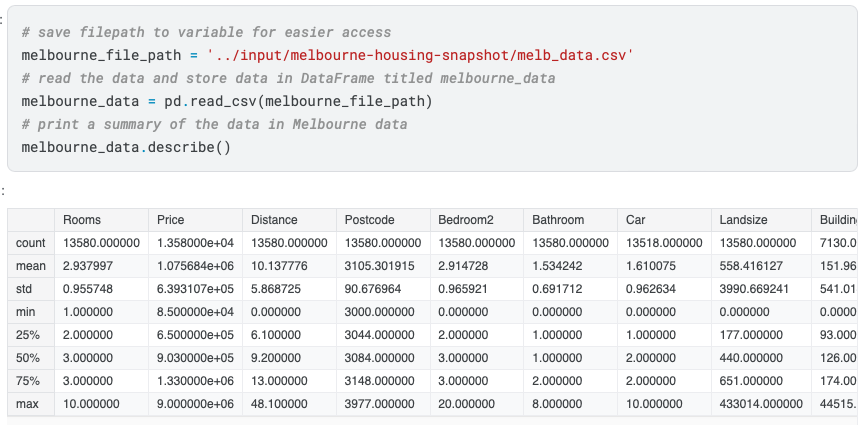 :
# save filepath to variable for easier access
melbourne_file_path = '../input/melbourne-housing-snapshot/melb_data.csv'
# read the data and store data in DataFrame titled melbourne_data
melbourne_data = pd.read_csv(melbourne_file_path)
# print a summary of the data in Melbourne data
melbourne_data.describe()
:
Rooms Price Distance Postcode Bedroom2 Bathroom Car Landsize Buildin
count 13580.000000 1.358000e+04 13580.000000 13580.000000 13580.000000 13580.000000 13518.000000 13580.000000 7130.0
mean 2.937997 1.075684e+06 10.137776 3105.301915 2.914728 1.534242 1.610075 558.416127 151.96
std 0.955748 6.393107e+05 5.868725 90.676964 0.965921 0.691712 0.962634 3990.669241 541.01
min 1.000000 8.500000e+04 0.000000 3000.000000 0.000000 0.000000 0.000000 0.000000 0.0000
25% 2.000000 6.500000e+05 6.100000 3044.000000 2.000000 1.000000 1.000000 177.000000 93.000
50% 3.000000 9.030000e+05 9.200000 3084.000000 3.000000 1.000000 2.000000 440.000000 126.00
75% 3.000000 1.330000e+06 13.000000 3148.000000 3.000000 2.000000 2.000000 651.000000 174.00
max 10.000000 9.000000e+06 48.100000 3977.000000 20.000000 8.000000 10.000000 433014.000000 44515.